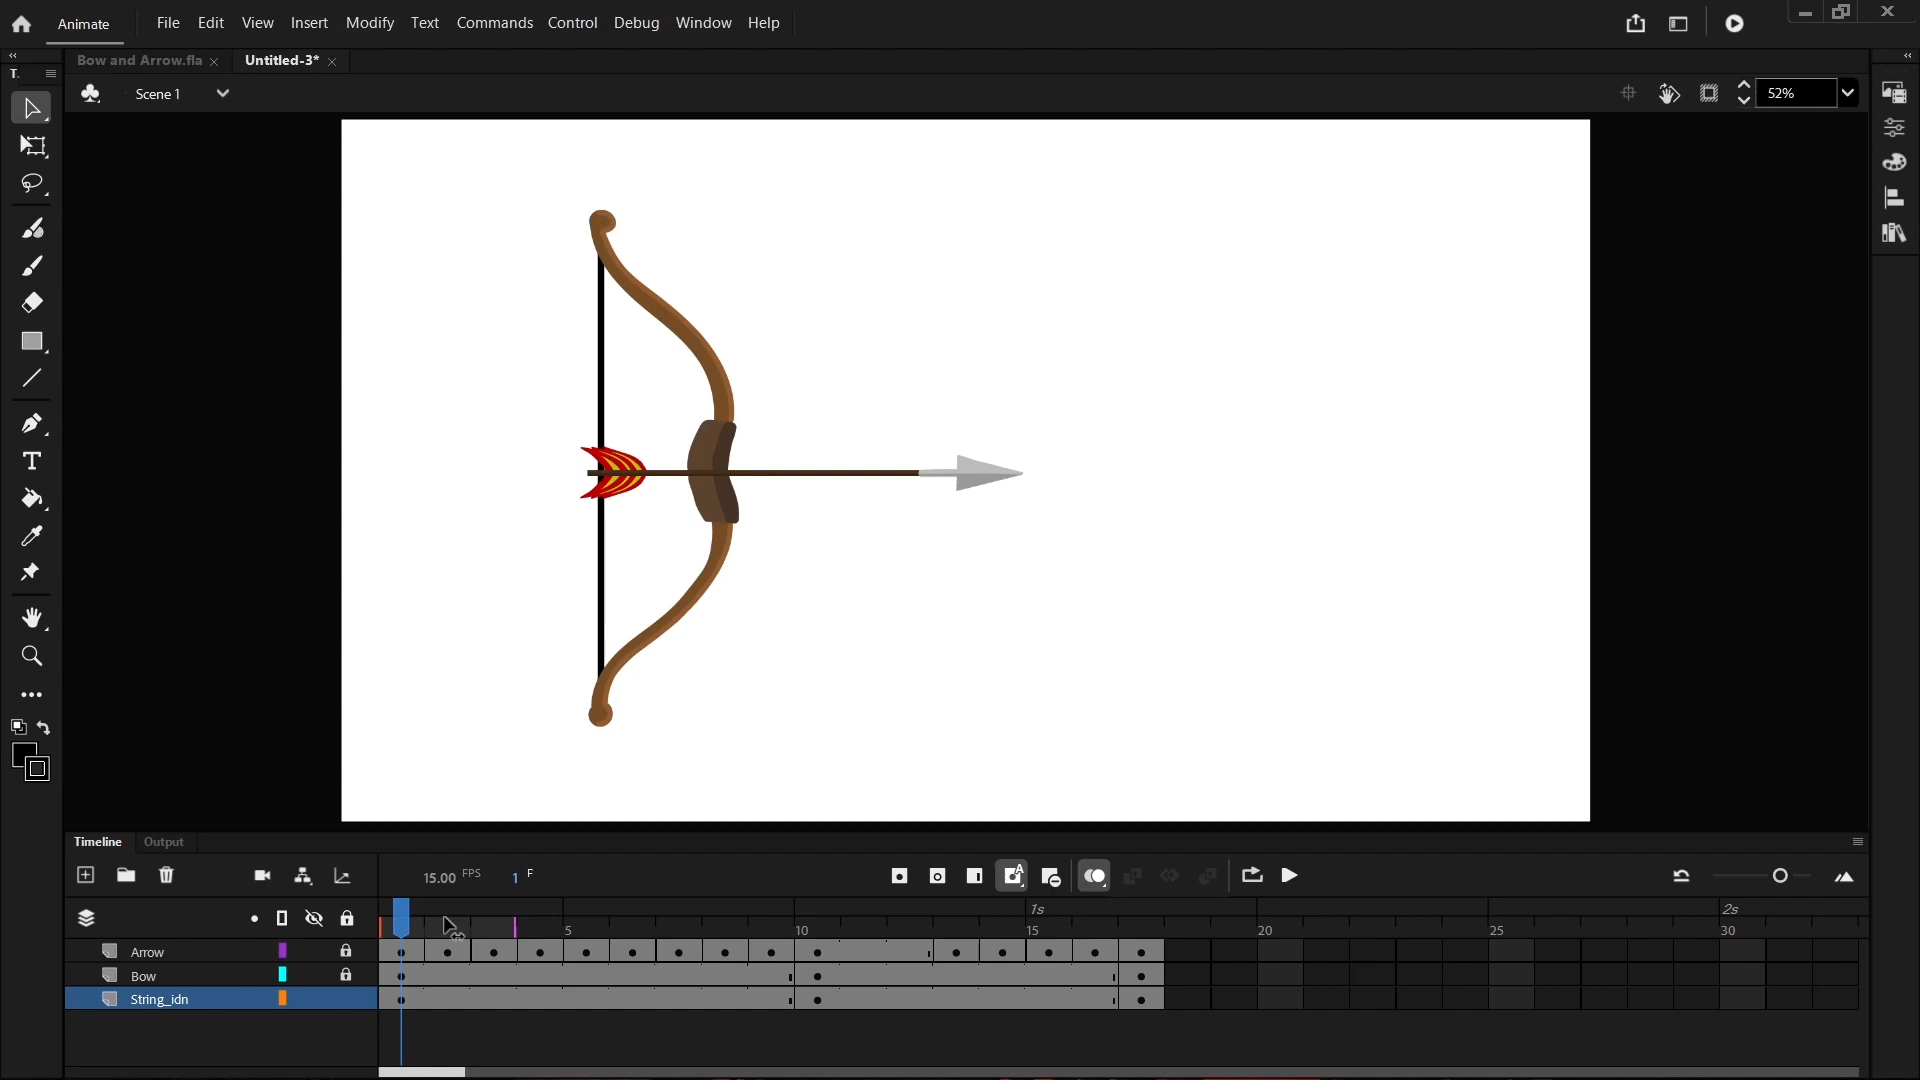 Animate File Edit View Insert Modify Text Commands Control Debug Window Help
Bow and Arrow.fla Untitled-3*
T.
Scene 1 52%
Timeline Output
15.00 FPS 1 F
1s 2s
5 10 15 20 25 30
Arrow
Bow
String_idn